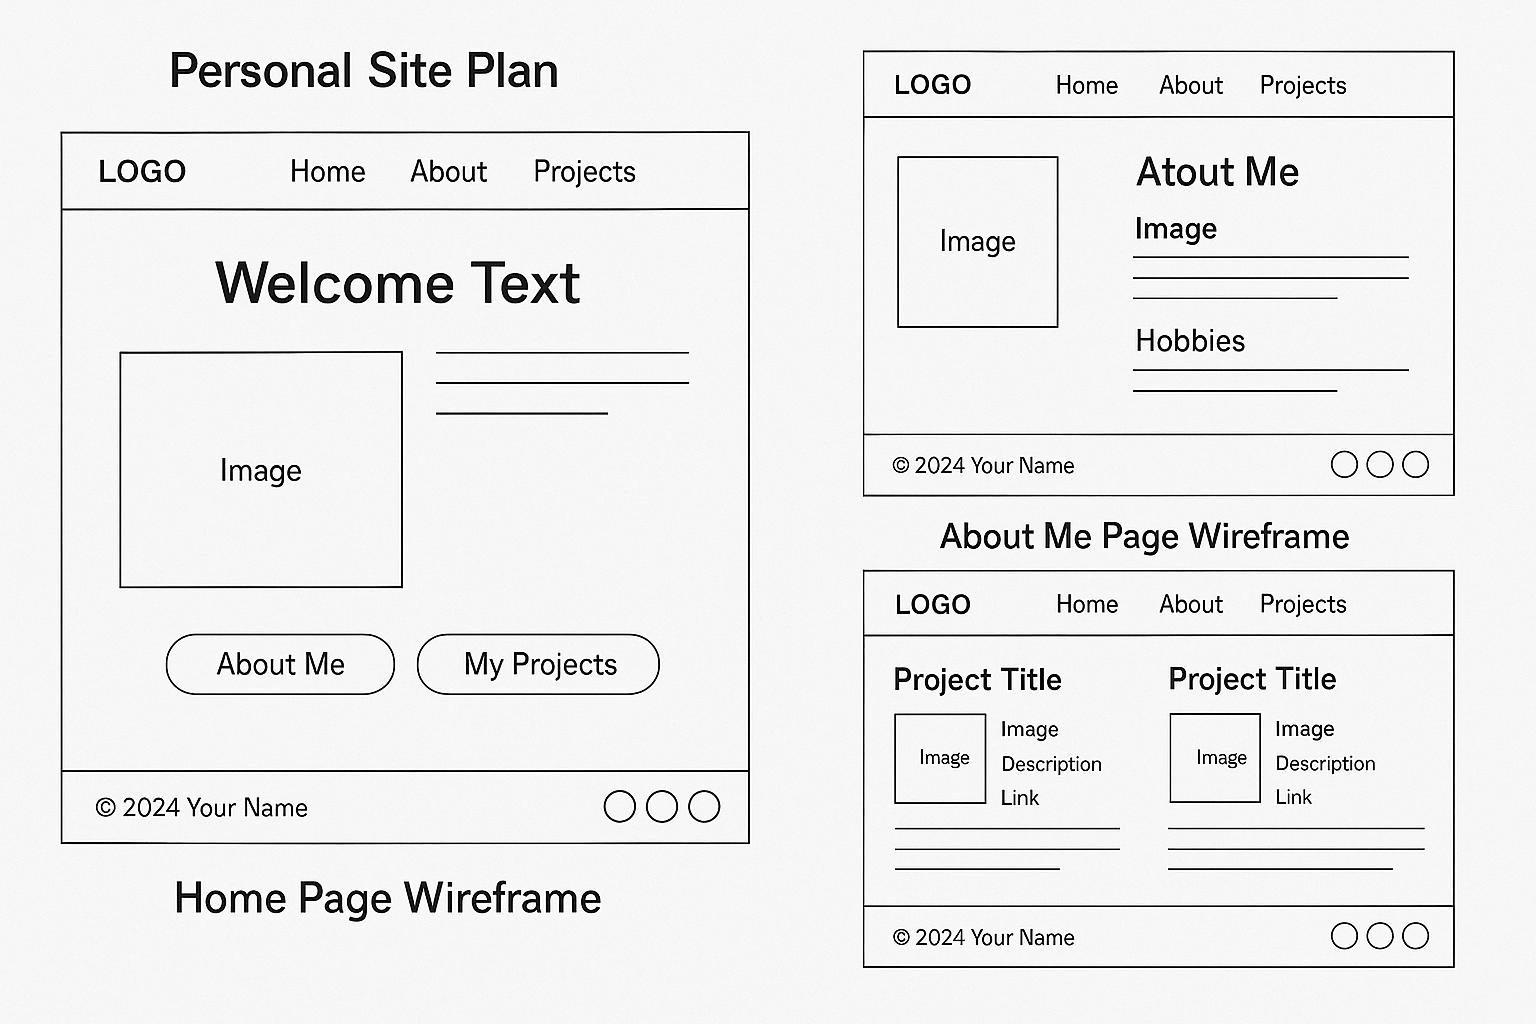 Personal Site Plan
LOGO Home About Projects
Welcome Text
Image
About Me My Projects
© 2024 Your Name
Home Page Wireframe
LOGO Home About Projects
Image
Atout Me
Image
Hobbies
© 2024 Your Name
About Me Page Wireframe
LOGO Home About Projects
Project Title
Image
Image
Description
Link
Project Title
Image
Image
Description
Link
© 2024 Your Name